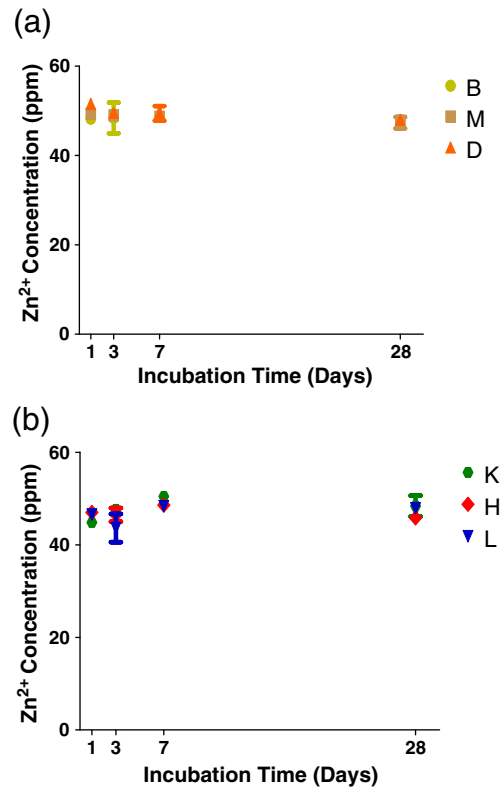 (a)
60
40
20
0
Zn²⁺ Concentration (ppm)
1 3 7 28
Incubation Time (Days)
B
M
D
(b)
60
40
20
0
Zn²⁺ Concentration (ppm)
1 3 7 28
Incubation Time (Days)
K
H
L